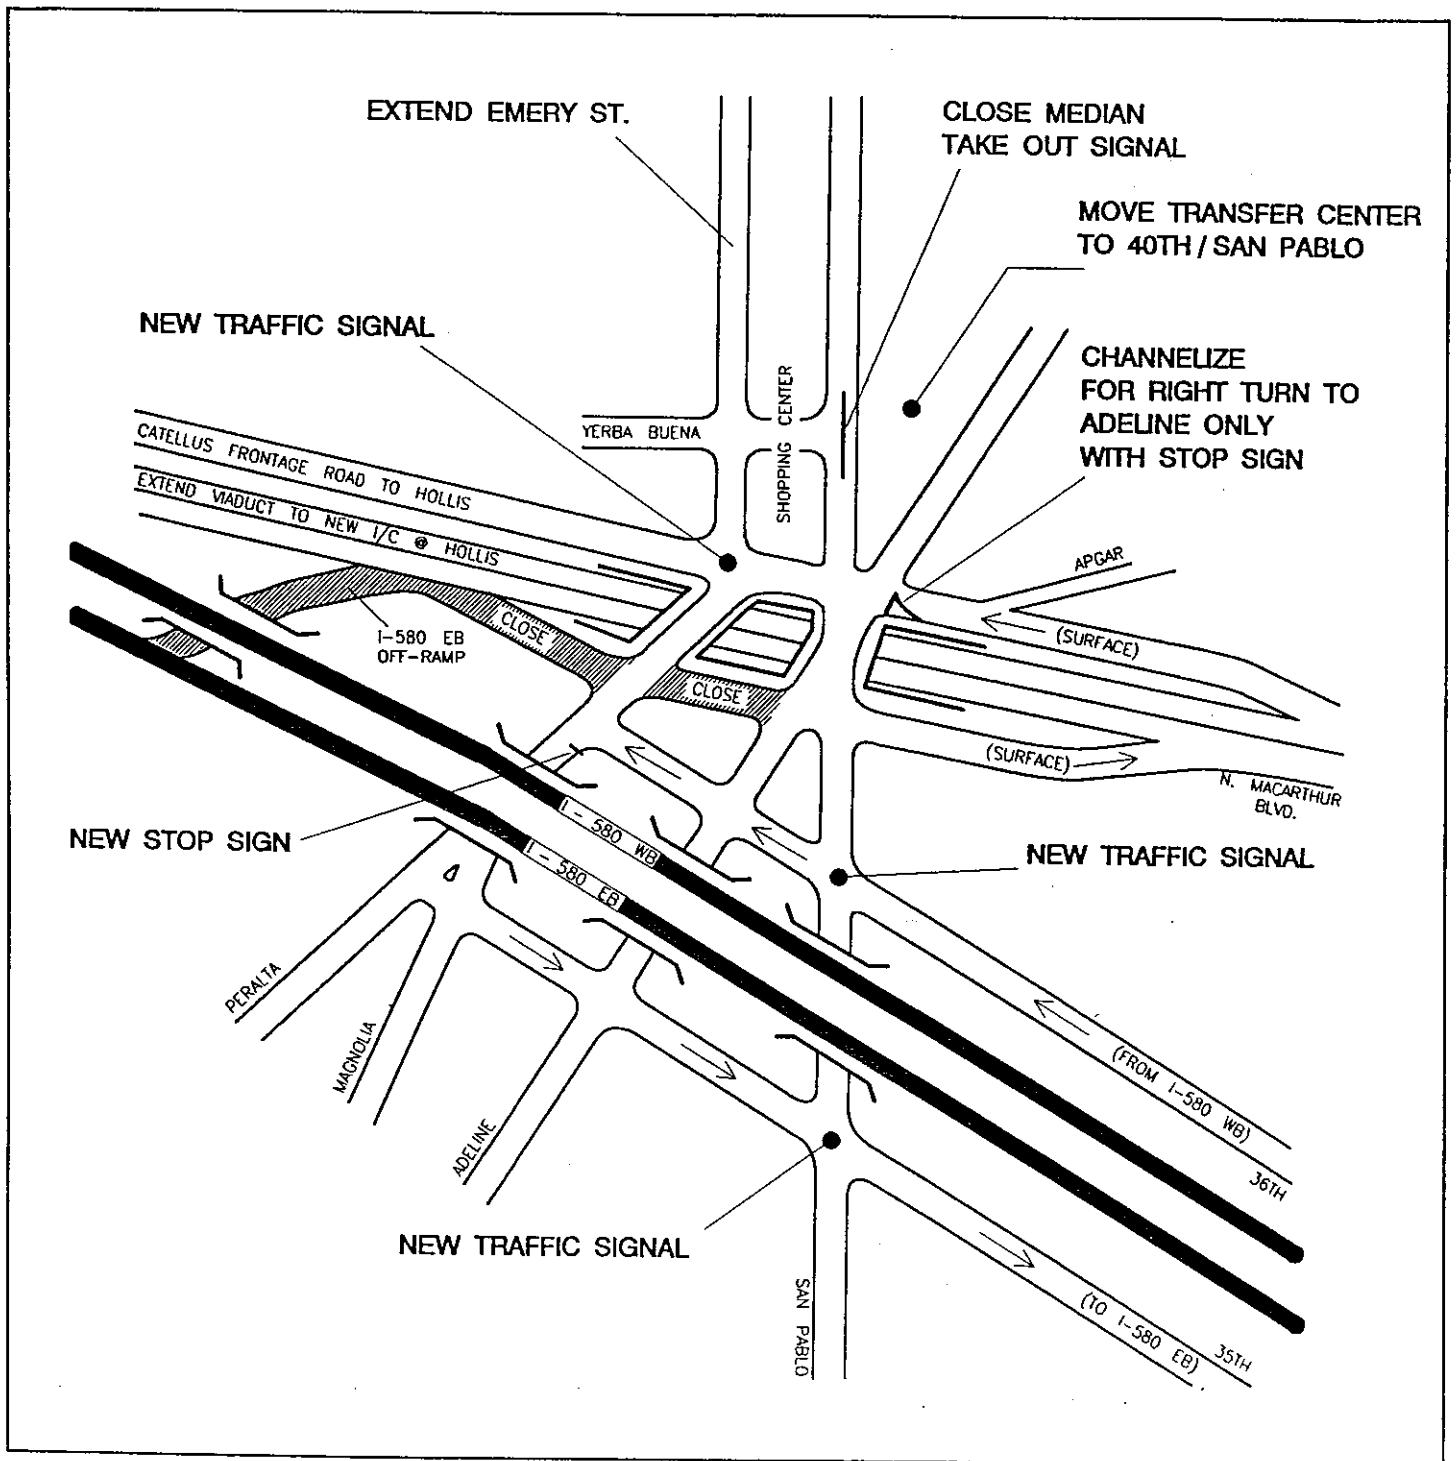 EXTEND EMERY ST.
CLOSE MEDIAN
TAKE OUT SIGNAL
MOVE TRANSFER CENTER
TO 40TH / SAN PABLO
NEW TRAFFIC SIGNAL
CHANNELIZE
FOR RIGHT TURN TO
ADELINE ONLY
WITH STOP SIGN
SHOPPING CENTER
YERBA BUENA
CATELLUS FRONTAGE ROAD TO HOLLIS
EXTEND VIADUCT TO NEW I/C @ HOLLIS
APGAR
CLOSE
I-580 EB
OFF-RAMP
(SURFACE)
CLOSE
(SURFACE)
N. MACARTHUR
BLVD.
NEW STOP SIGN
I - 580 WB
I - 580 EB
NEW TRAFFIC SIGNAL
PERALTA
MAGNOLIA
ADELINE
(FROM I-580 WB)
36TH
NEW TRAFFIC SIGNAL
SAN PABLO
(TO I-580 EB)
35TH